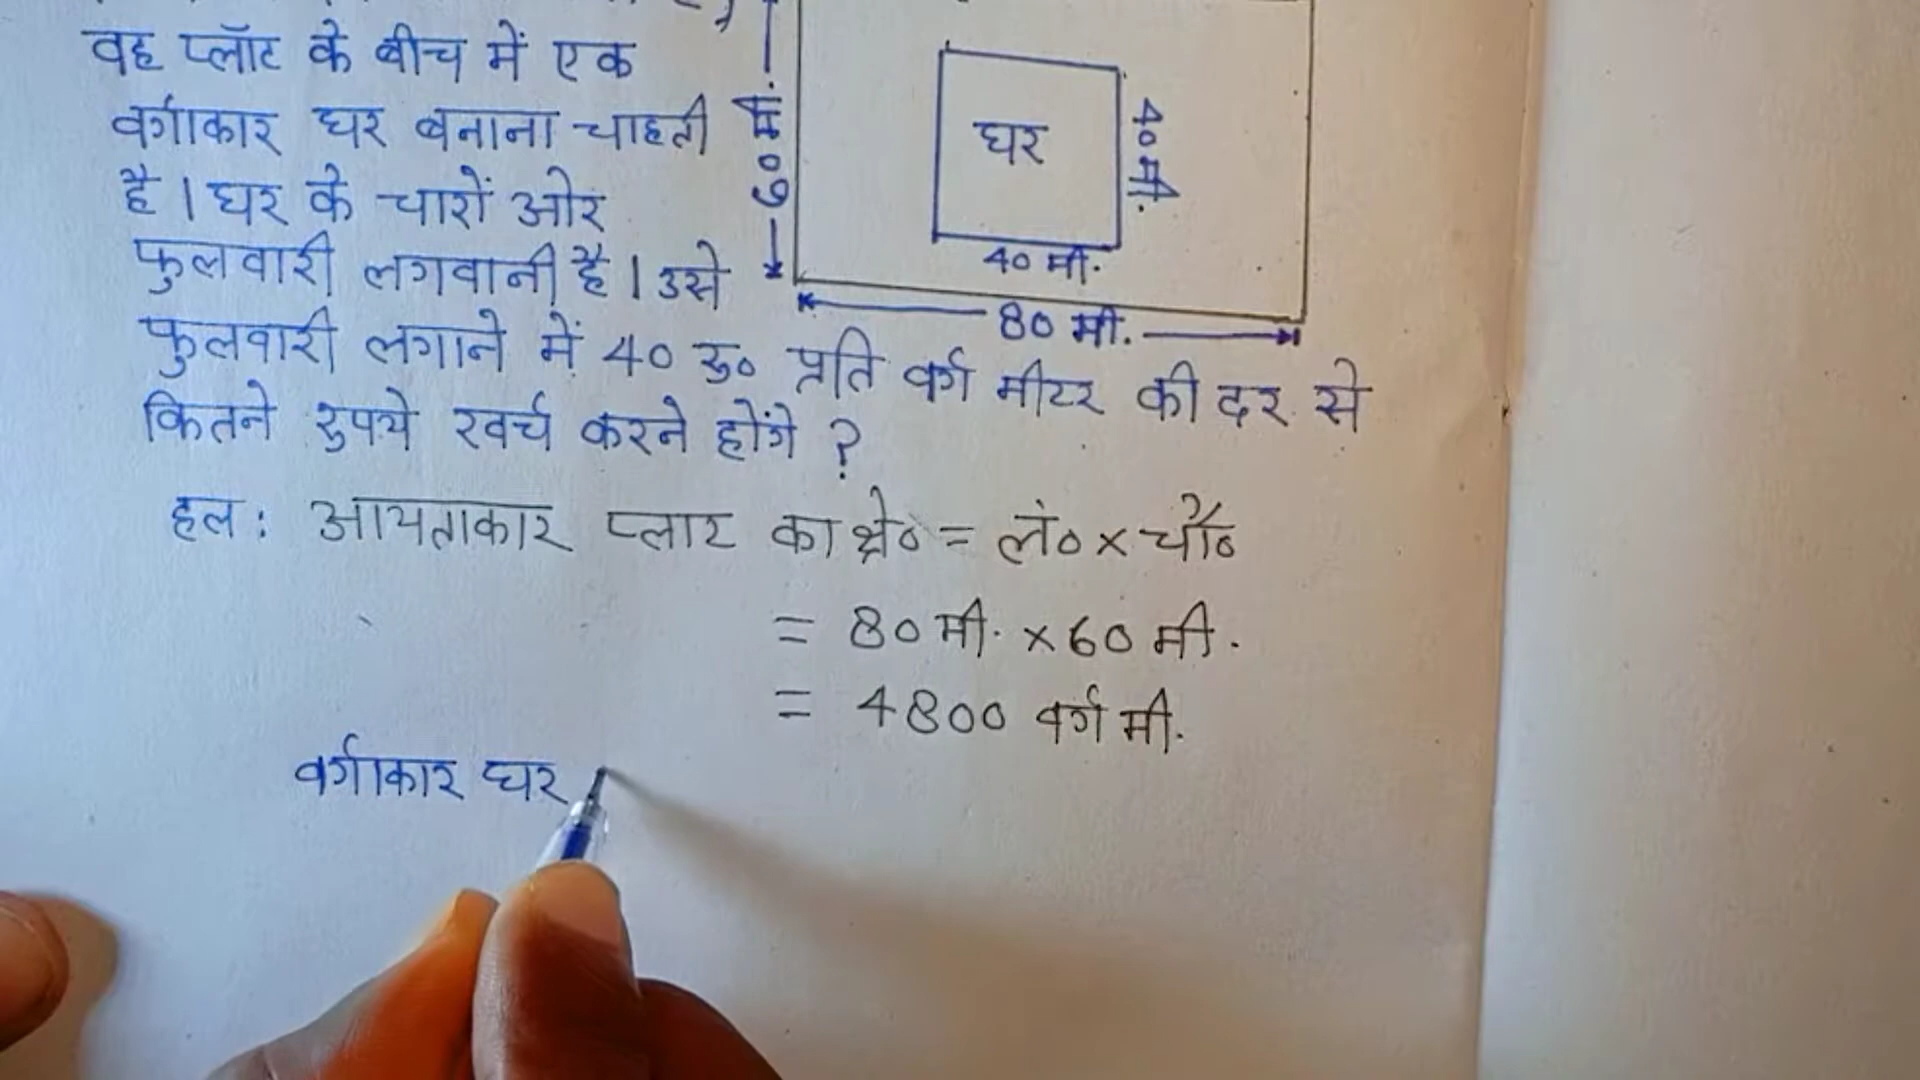 वह प्लॉट के बीच में एक
वर्गाकार घर बनाना चाहती
है। घर के चारों ओर
फुलवारी लगवानी है। उसे
फुलवारी लगाने में 40 रु० प्रति वर्ग मीटर की दर से
कितने रुपये खर्च करने होंगे ?
60 मी.
घर
40 मी.
40 मी.
80 मी.
हल: आयताकार प्लाट का क्षे० = लं० × चौ०
= 80 मी. × 60 मी.
= 4800 वर्ग मी.
वर्गाकार घर